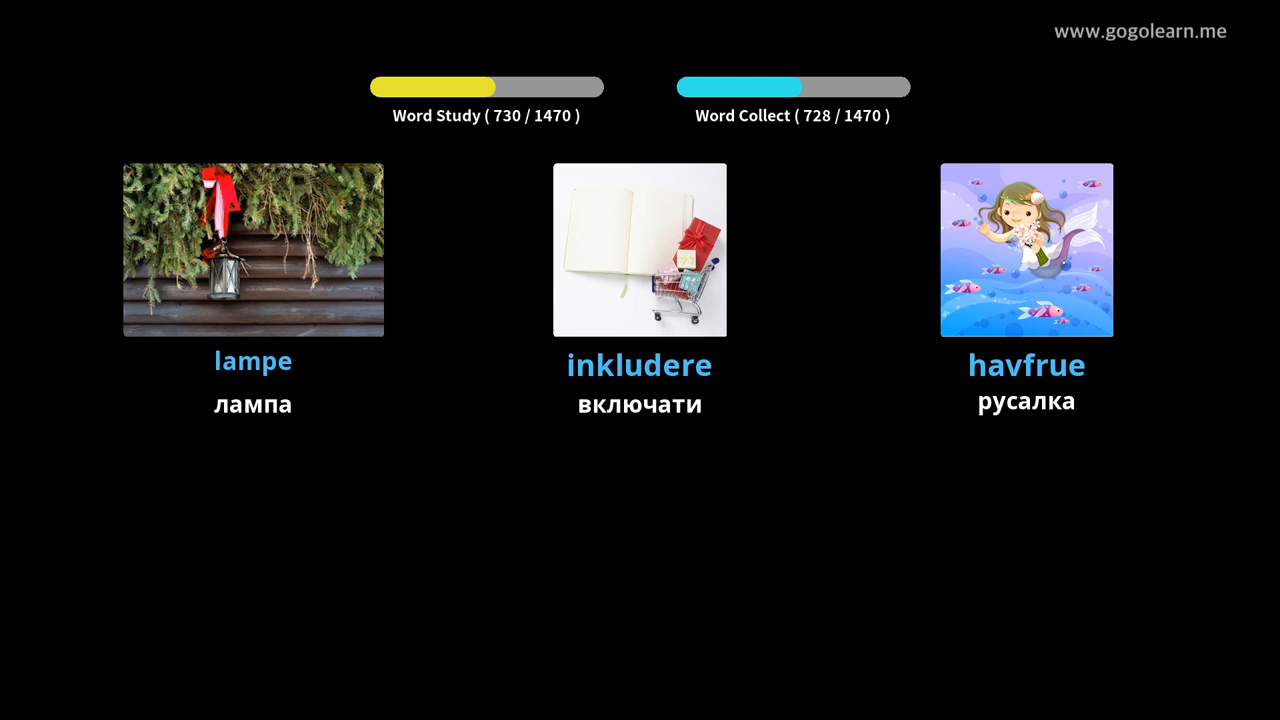 www.gogolearn.me
Word Study ( 730 / 1470 )
Word Collect ( 728 / 1470 )
lampe
лампа
inkludere
включати
havfrue
русалка